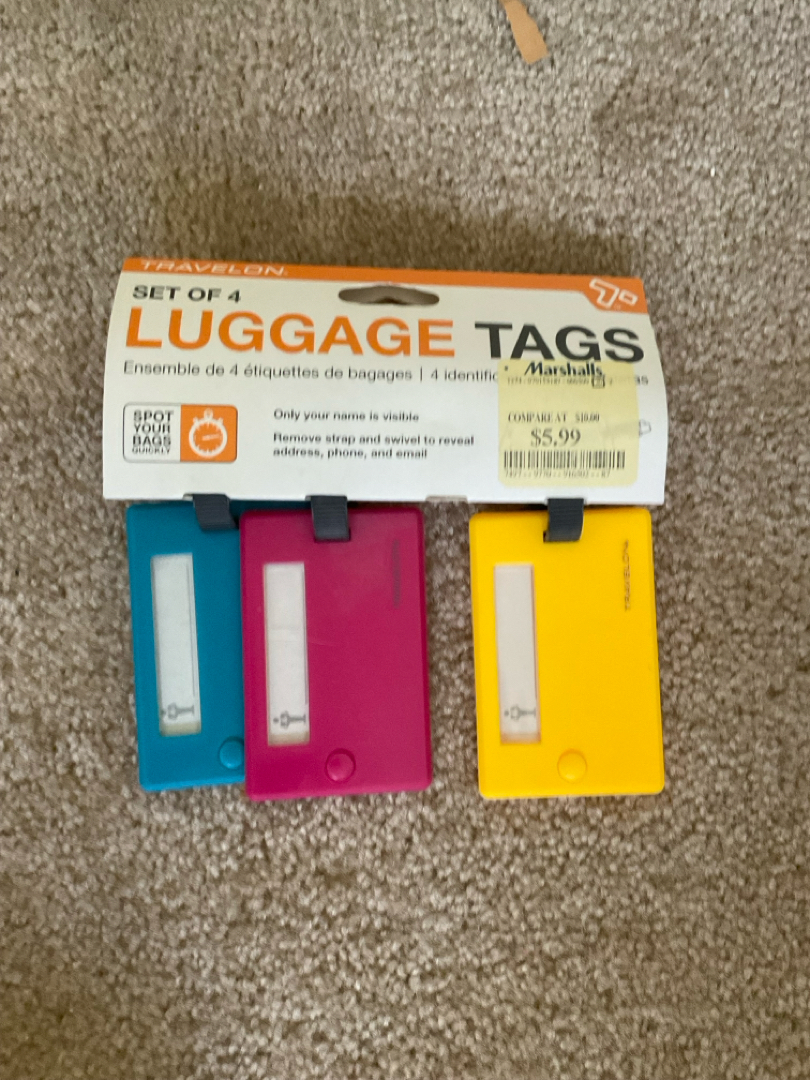 TRAVELON
SET OF 4
LUGGAGE TAGS
Ensemble de 4 étiquettes de bagages | 4 identific
as
SPOT
YOUR
BAGS
QUICKLY
Only your name is visible
Remove strap and swivel to reveal
address, phone, and email
Marshalls
COMPARE AT $10.00
$5.99
TRAVELON
TRAVELON